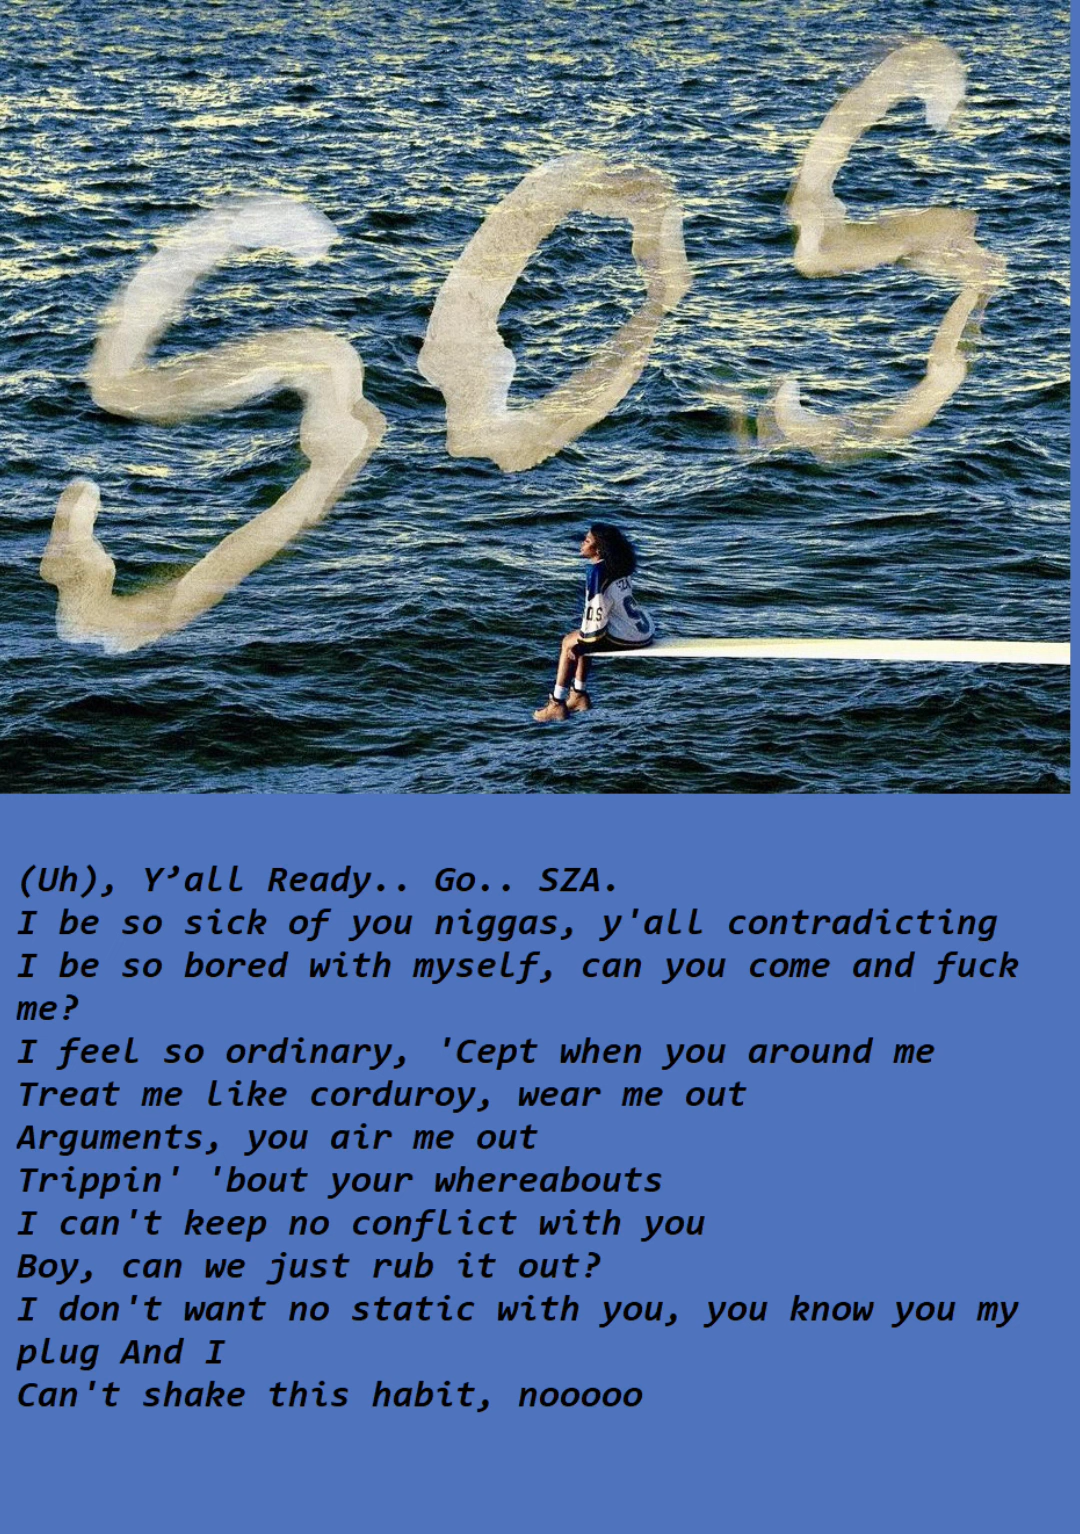 SOS
OS
S
(Uh), Y’all Ready.. Go.. SZA.
I be so sick of you niggas, y'all contradicting
I be so bored with myself, can you come and fuck
me?
I feel so ordinary, 'Cept when you around me
Treat me like corduroy, wear me out
Arguments, you air me out
Trippin' 'bout your whereabouts
I can't keep no conflict with you
Boy, can we just rub it out?
I don't want no static with you, you know you my
plug And I
Can't shake this habit, nooooo